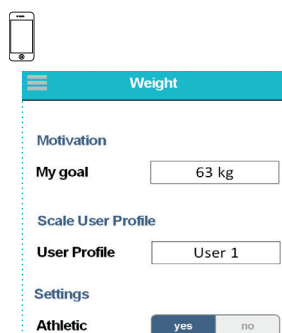 Weight
Motivation
My goal 63 kg
Scale User Profile
User Profile User 1
Settings
Athletic yes no